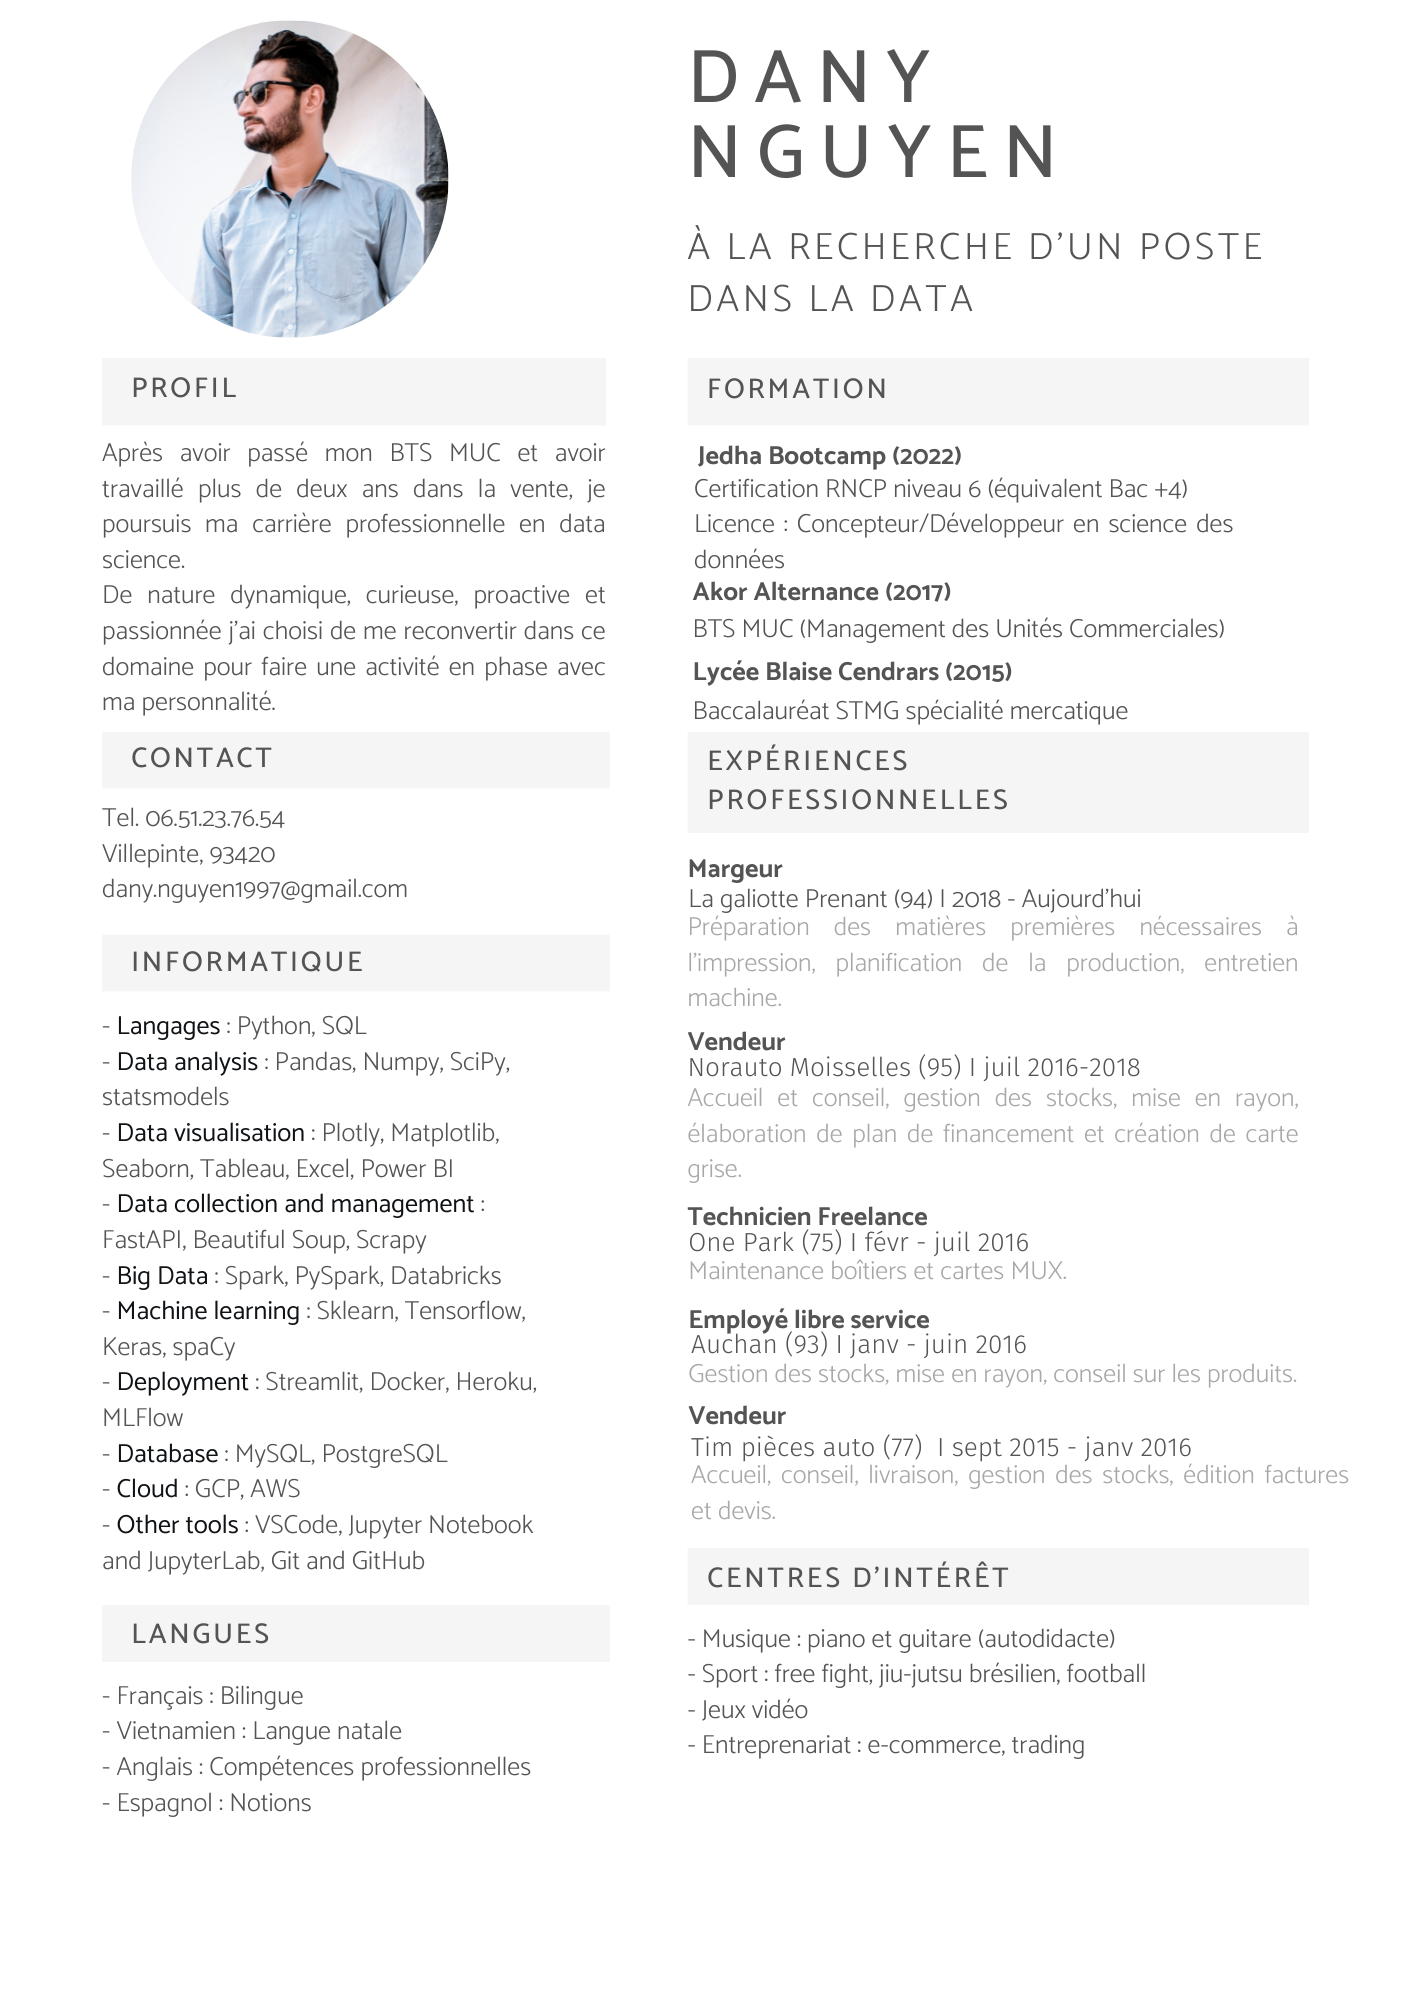 DANY
NGUYEN
À LA RECHERCHE D'UN POSTE
DANS LA DATA
PROFIL
Après avoir passé mon BTS MUC et avoir
travaillé plus de deux ans dans la vente, je
poursuis ma carrière professionnelle en data
science.
De nature dynamique, curieuse, proactive et
passionnée j'ai choisi de me reconvertir dans ce
domaine pour faire une activité en phase avec
ma personnalité.
CONTACT
Tel. 06.51.23.76.54
Villepinte, 93420
dany.nguyen1997@gmail.com
INFORMATIQUE
- Langages : Python, SQL
- Data analysis : Pandas, Numpy, SciPy,
statsmodels
- Data visualisation : Plotly, Matplotlib,
Seaborn, Tableau, Excel, Power BI
- Data collection and management :
FastAPI, Beautiful Soup, Scrapy
- Big Data : Spark, PySpark, Databricks
- Machine learning : Sklearn, Tensorflow,
Keras, spaCy
- Deployment : Streamlit, Docker, Heroku,
MLFlow
- Database : MySQL, PostgreSQL
- Cloud : GCP, AWS
- Other tools : VSCode, Jupyter Notebook
and JupyterLab, Git and GitHub
LANGUES
- Français : Bilingue
- Vietnamien : Langue natale
- Anglais : Compétences professionnelles
- Espagnol : Notions
FORMATION
Jedha Bootcamp (2022)
Certification RNCP niveau 6 (équivalent Bac +4)
Licence : Concepteur/Développeur en science des
données
Akor Alternance (2017)
BTS MUC (Management des Unités Commerciales)
Lycée Blaise Cendrars (2015)
Baccalauréat STMG spécialité mercatique
EXPÉRIENCES
PROFESSIONNELLES
Margeur
La galiotte Prenant (94) I 2018 - Aujourd'hui
Préparation des matières premières nécessaires à
l'impression, planification de la production, entretien
machine.
Vendeur
Norauto Moisselles (95) I juil 2016-2018
Accueil et conseil, gestion des stocks, mise en rayon,
élaboration de plan de financement et création de carte
grise.
Technicien Freelance
One Park (75) I févr - juil 2016
Maintenance boîtiers et cartes MUX.
Employé libre service
Auchan (93) I janv - juin 2016
Gestion des stocks, mise en rayon, conseil sur les produits.
Vendeur
Tim pièces auto (77)  I sept 2015 - janv 2016
Accueil, conseil, livraison, gestion des stocks, édition factures
et devis.
CENTRES D'INTÉRÊT
- Musique : piano et guitare (autodidacte)
- Sport : free fight, jiu-jutsu brésilien, football
- Jeux vidéo
- Entreprenariat : e-commerce, trading